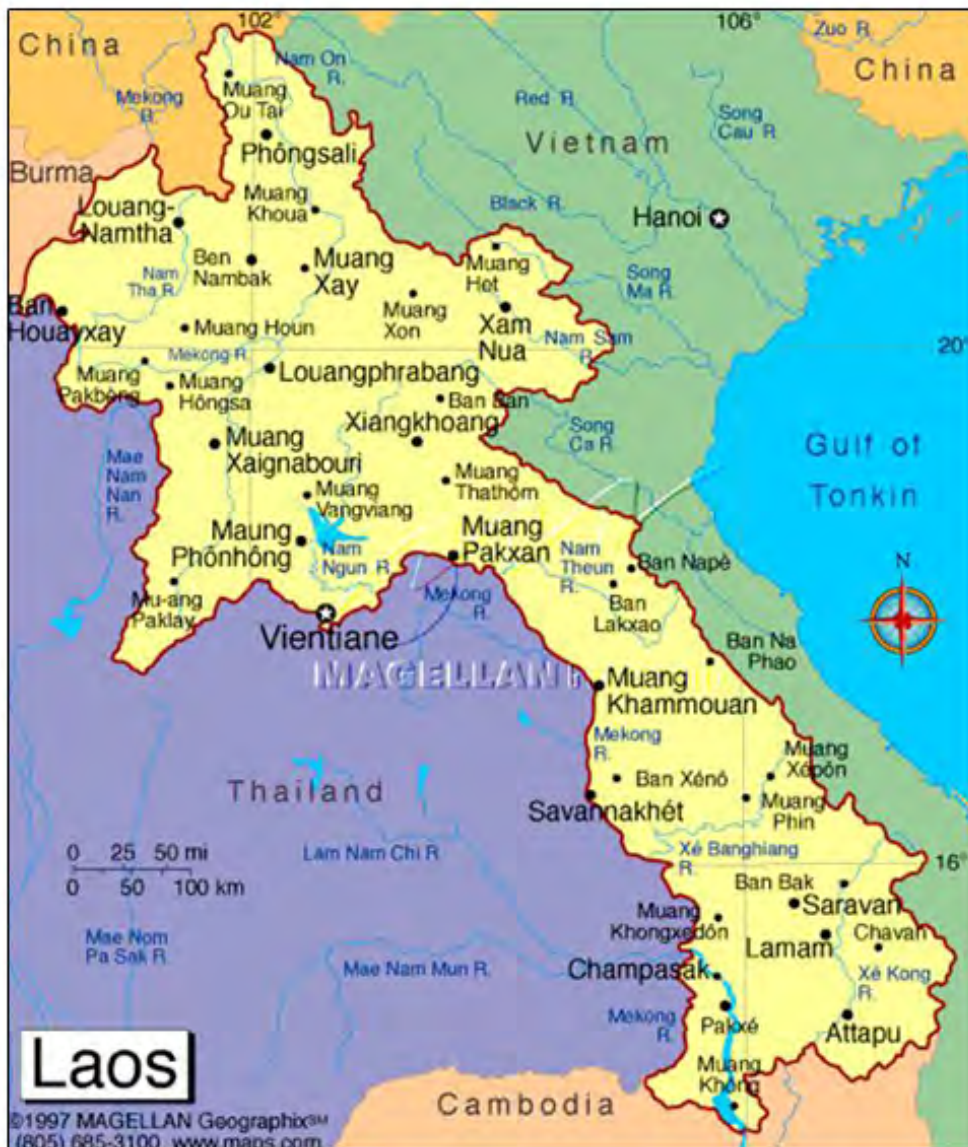 102°
106°
China
Zuo R.
China
Nam On
R.
Muang
Ou Tai
Mekong
R.
Red R.
Song
Cau R.
Vietnam
Phôngsali
Burma
Muang
Khoua
Louang-
Namtha
Black R.
Hanoi
Ben
Nambak
Muang
Xay
Muang
Het
Nam
Tha R.
Song
Ma R.
Ban
Houayxay
Muang
Xon
Xam
Nua
Muang Houn
Nam Sam
R.
20°
Mekong R.
Muang
Pakbèng
Louangphrabang
Muang
Hôngsa
Ban Ban
Xiangkhoang
Song
Ca R.
Gulf of
Tonkin
Muang
Xaignabouri
Mae
Nam
Nan
R.
Muang
Thathôm
Muang
Vangviang
Maung
Phônhông
Muang
Pakxan
N
Nam
Ngun R.
Nam
Theun
R.
Ban Napè
Mu-ang
Paklay
Mekong
R.
Ban
Lakxao
Vientiane
Ban Na
Phao
MAGELLAN
Muang
Khammouan
Mekong
R.
Muang
Xépôn
Ban Xénô
Thailand
Savannakhét
Muang
Phin
0 25 50 mi
0 50 100 km
Lam Nam Chi R.
Xé Banghiang
R.
16°
Ban Bak
Saravan
Muang
Khongxedôn
Lamam
Chavan
Mae Nom
Pa Sak R.
Mae Nam Mun R.
Champasak
Xé Kong
R.
Mekong
R.
Pakxé
Attapu
Laos
Muang
Không
Cambodia
©1997 MAGELLAN Geographix℠
(805) 685-3100 www.maps.com